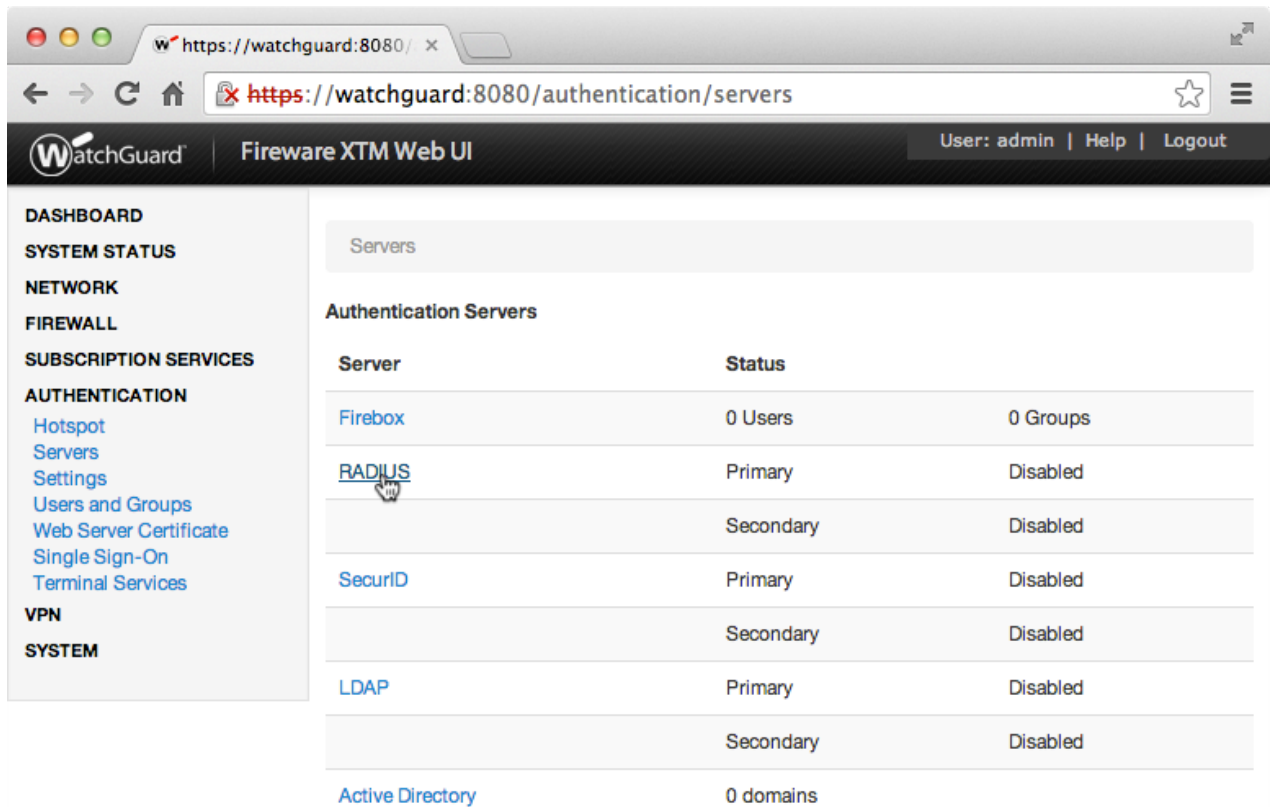 https://watchguard:8080/
https://watchguard:8080/authentication/servers
WatchGuard Fireware XTM Web UI User: admin | Help | Logout
DASHBOARD
SYSTEM STATUS
NETWORK
FIREWALL
SUBSCRIPTION SERVICES
AUTHENTICATION
Hotspot
Servers
Settings
Users and Groups
Web Server Certificate
Single Sign-On
Terminal Services
VPN
SYSTEM
Servers
Authentication Servers
Server Status
Firebox 0 Users 0 Groups
RADIUS Primary Disabled
Secondary Disabled
SecurID Primary Disabled
Secondary Disabled
LDAP Primary Disabled
Secondary Disabled
Active Directory 0 domains